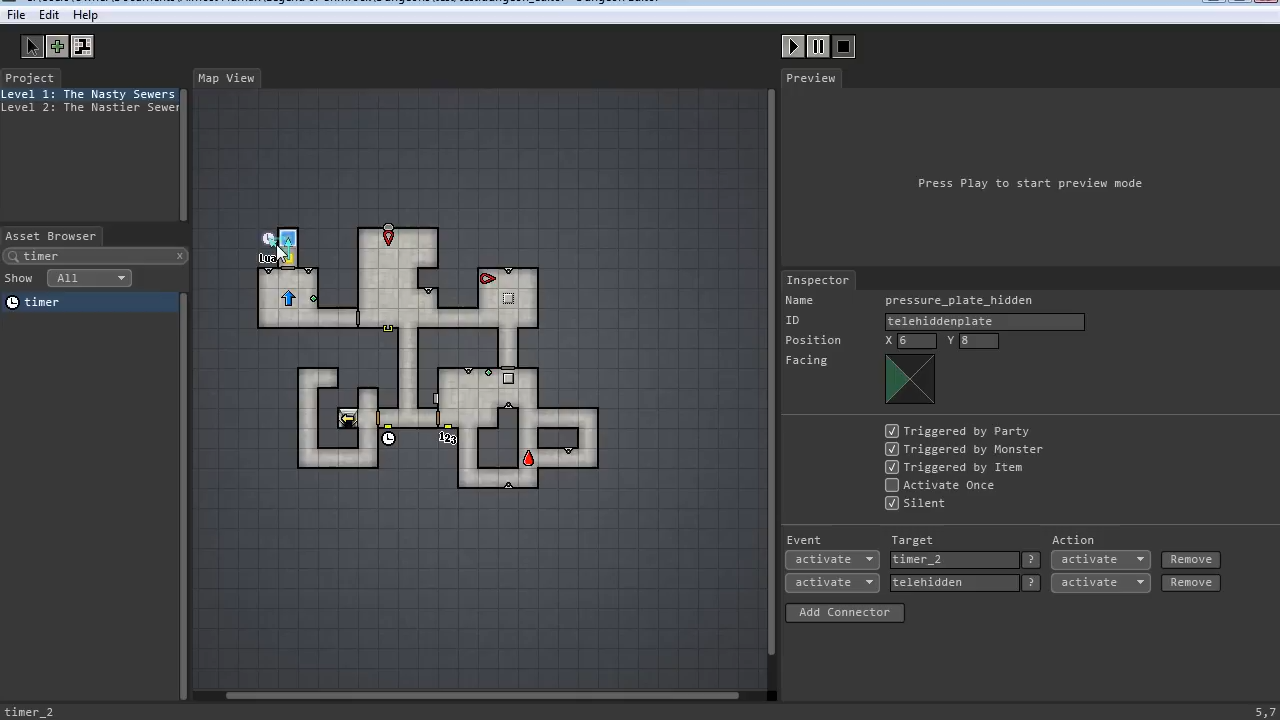 File Edit Help
Project
Map View
Preview
Level 1: The Nasty Sewers
Level 2: The Nastier Sewer
Press Play to start preview mode
Asset Browser
timer x
Show All
timer
Lua
123
Inspector
Name pressure_plate_hidden
ID telehiddenplate
Position X 6 Y 8
Facing
Triggered by Party
Triggered by Monster
Triggered by Item
Activate Once
Silent
Event Target Action
activate timer_2 ? activate Remove
activate telehidden ? activate Remove
Add Connector
timer_2 5,7